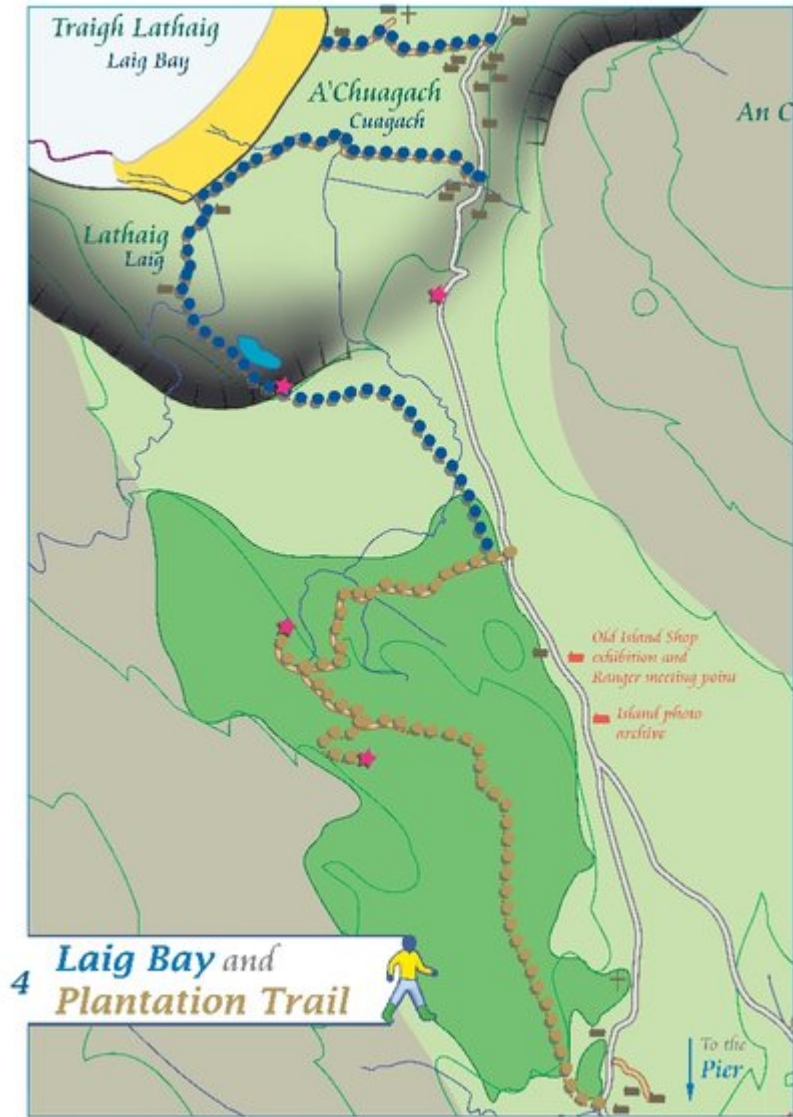 Traigh Lathaig
Laig Bay
A'Chuagach
Cuagach
An C
Lathaig
Laig
Old Island Shop
exhibition and
Ranger meeting point
Island photo
archive
4
Laig Bay and
Plantation Trail
To the
Pier